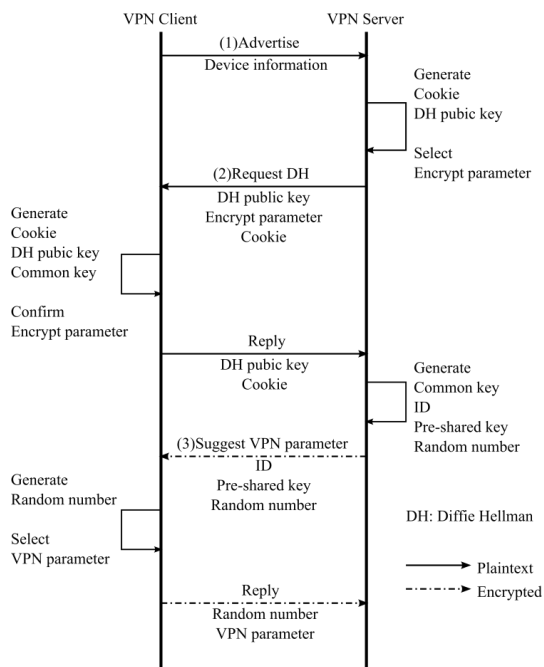 VPN Client
VPN Server
(1)Advertise
Device information
Generate
Cookie
DH pubic key
Select
Encrypt parameter
(2)Request DH
DH public key
Encrypt parameter
Cookie
Generate
Cookie
DH pubic key
Common key
Confirm
Encrypt parameter
Reply
DH pubic key
Cookie
Generate
Common key
ID
Pre-shared key
Random number
(3)Suggest VPN parameter
ID
Pre-shared key
Random number
Generate
Random number
Select
VPN parameter
DH: Diffie Hellman
Plaintext
Encrypted
Reply
Random number
VPN parameter